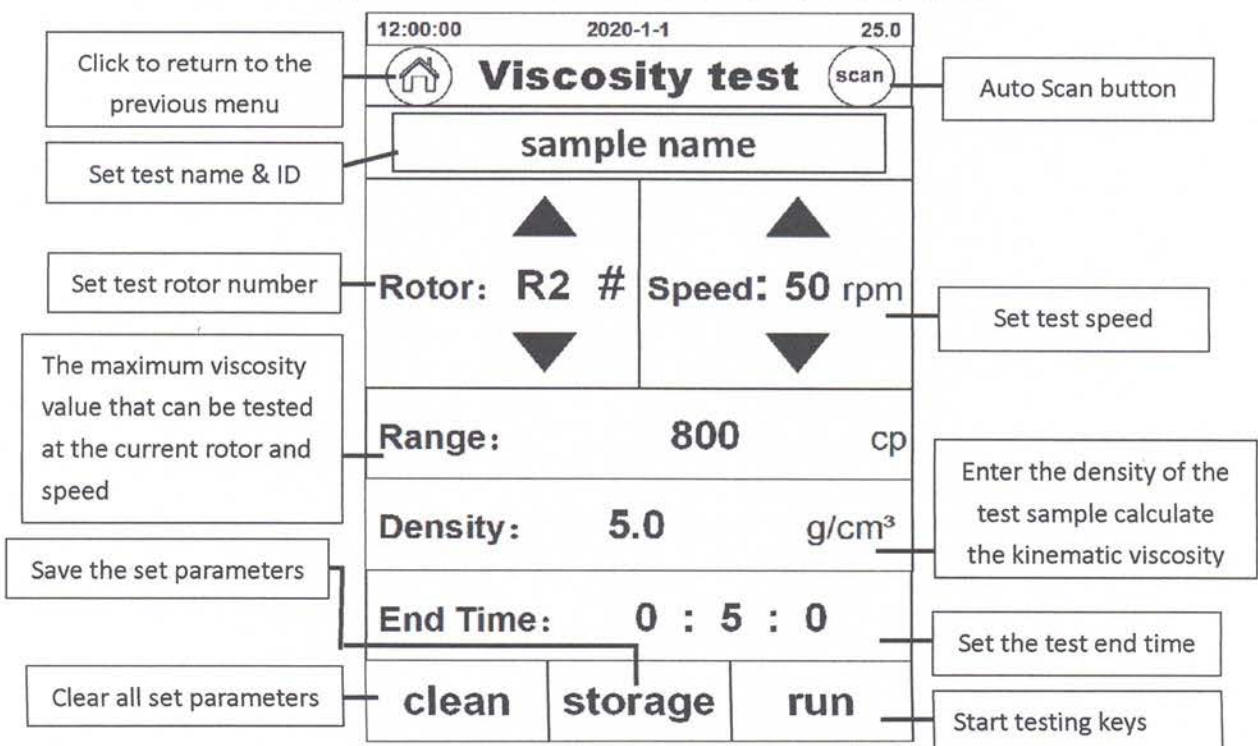 12:00:00 2020-1-1 25.0
Click to return to the
previous menu
Viscosity test
scan
Auto Scan button
sample name
Set test name & ID
Set test rotor number
Rotor: R2 #
Speed: 50 rpm
Set test speed
The maximum viscosity
value that can be tested
at the current rotor and
speed
Range: 800 cp
Enter the density of the
test sample calculate
the kinematic viscosity
Density: 5.0 g/cm³
Save the set parameters
End Time: 0 : 5 : 0
Set the test end time
Clear all set parameters
clean storage run
Start testing keys